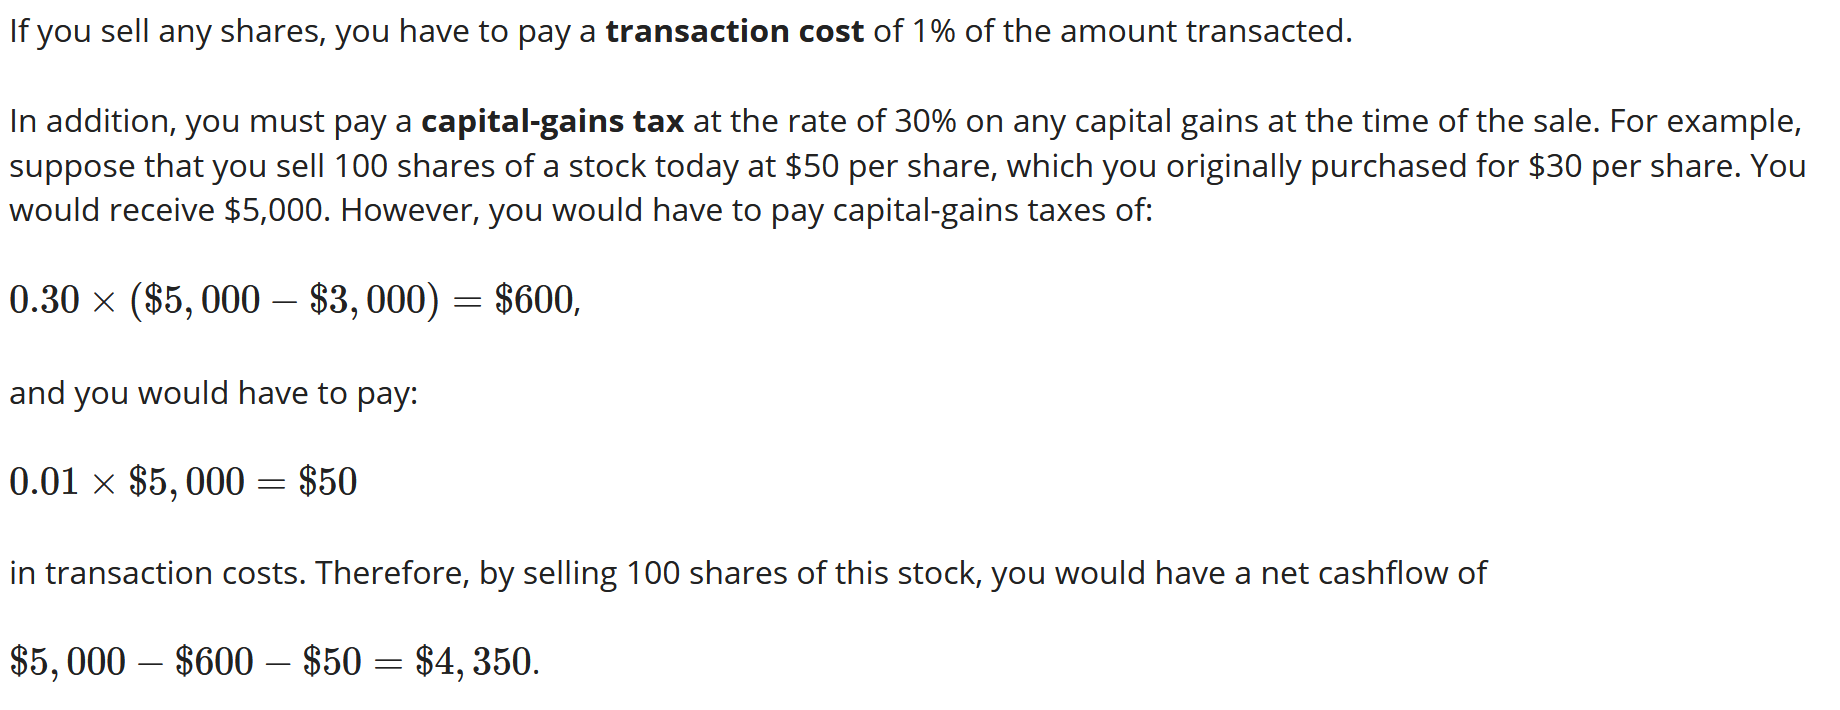 If you sell any shares, you have to pay a transaction cost of 1% of the amount transacted.
In addition, you must pay a capital-gains tax at the rate of 30% on any capital gains at the time of the sale. For example,
suppose that you sell 100 shares of a stock today at $50 per share, which you originally purchased for $30 per share. You
would receive $5,000. However, you would have to pay capital-gains taxes of:
0.30 × ($5, 000 − $3, 000) = $600,
and you would have to pay:
0.01 × $5, 000 = $50
in transaction costs. Therefore, by selling 100 shares of this stock, you would have a net cashflow of
$5, 000 − $600 − $50 = $4, 350.